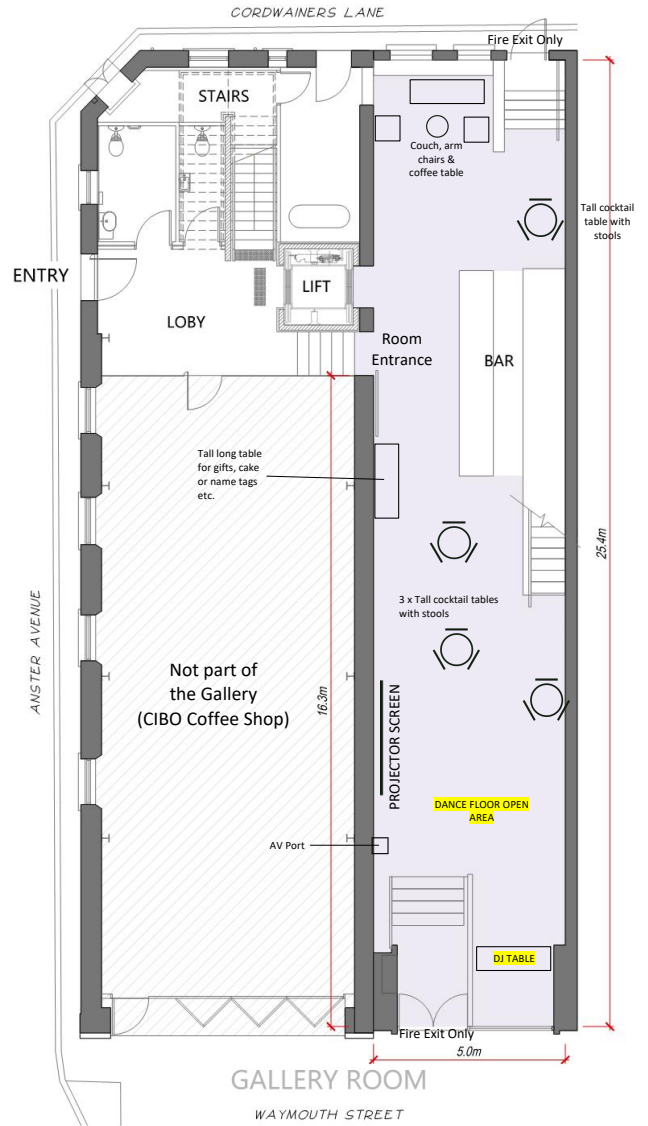 CORDWAINERS LANE
Fire Exit Only
STAIRS
Couch, arm
chairs &
coffee table
Tall cocktail
table with
stools
ENTRY
LIFT
LOBY
Room
Entrance
BAR
Tall long table
for gifts, cake
or name tags
etc.
25.4m
3 x Tall cocktail tables
with stools
ANSTER AVENUE
Not part of
the Gallery
(CIBO Coffee Shop)
16.3m
PROJECTOR SCREEN
DANCE FLOOR OPEN
AREA
AV Port
DJ TABLE
Fire Exit Only
5.0m
GALLERY ROOM
WAYMOUTH STREET